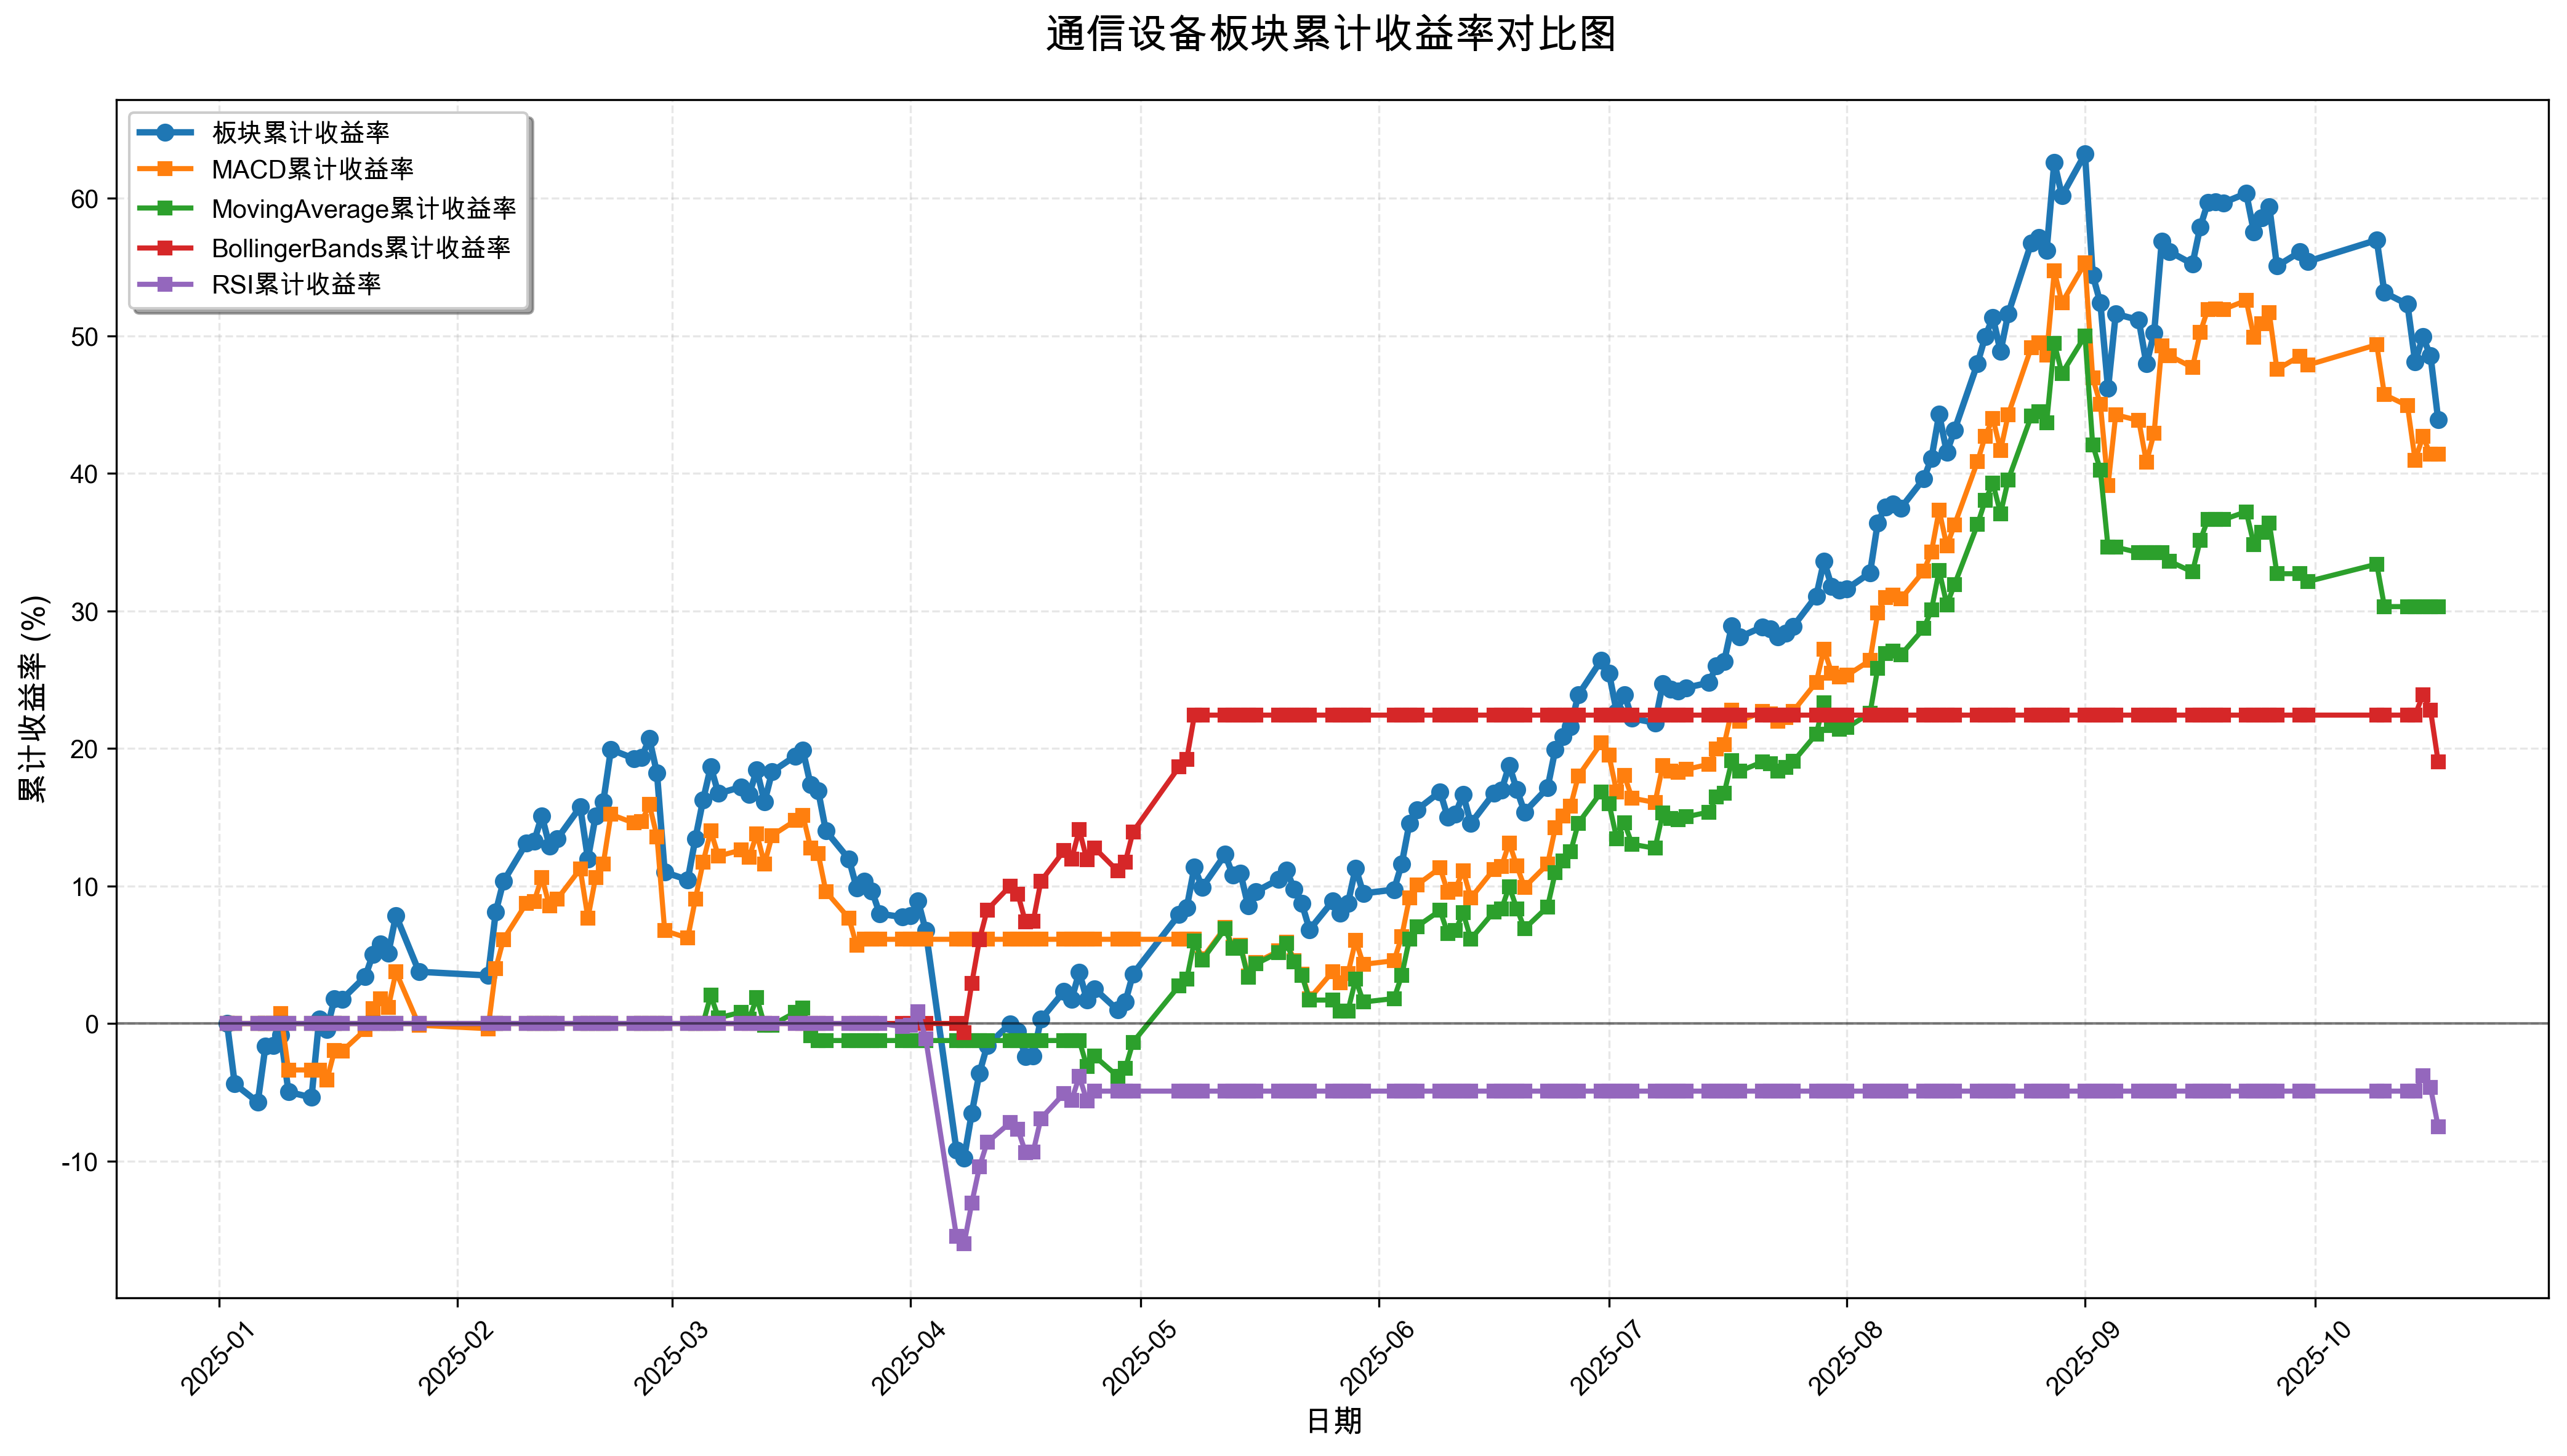 通信设备板块累计收益率对比图
板块累计收益率
MACD累计收益率
MovingAverage累计收益率
BollingerBands累计收益率
RSI累计收益率
累计收益率 (%)
60
50
40
30
20
10
0
-10
2025-01
2025-02
2025-03
2025-04
2025-05
2025-06
2025-07
2025-08
2025-09
2025-10
日期